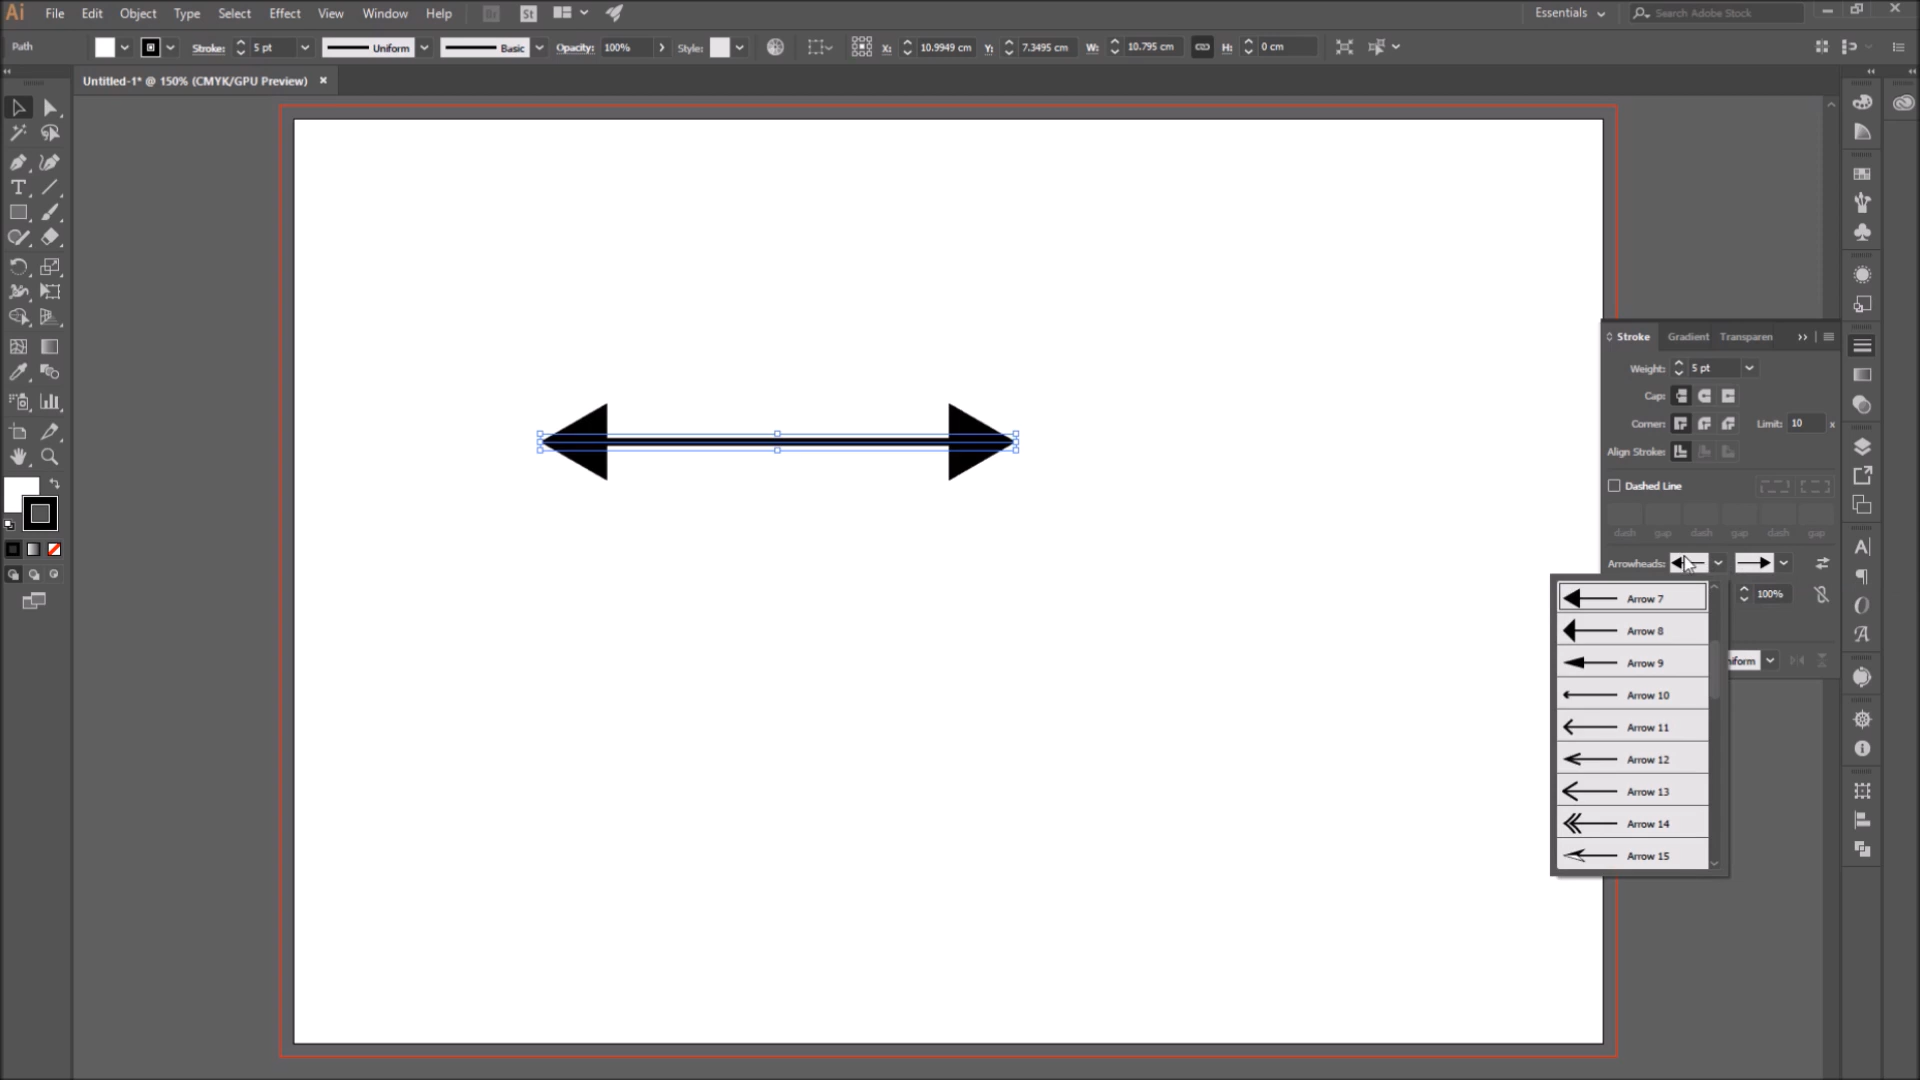 Ai File Edit Object Type Select Effect View Window Help Br St Essentials Search Adobe Stock
Path Stroke: 5 pt Uniform Basic Opacity: 100% Style: X: 10.9949 cm Y: 7.3495 cm W: 10.795 cm H: 0 cm
Untitled-1* @ 150% (CMYK/GPU Preview) ×
Stroke Gradient Transparen
Weight: 5 pt
Cap:
Corner: Limit: 10 x
Align Stroke:
Dashed Line
dash gap dash gap dash gap
Arrowheads:
100%
Arrow 7
Arrow 8
Arrow 9
iform
Arrow 10
Arrow 11
Arrow 12
Arrow 13
Arrow 14
Arrow 15